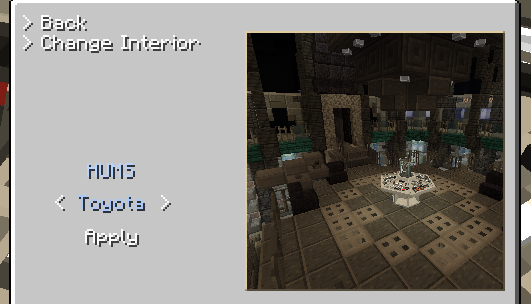 > Back
> Change Interior
HUMS
< Toyota >
Apply